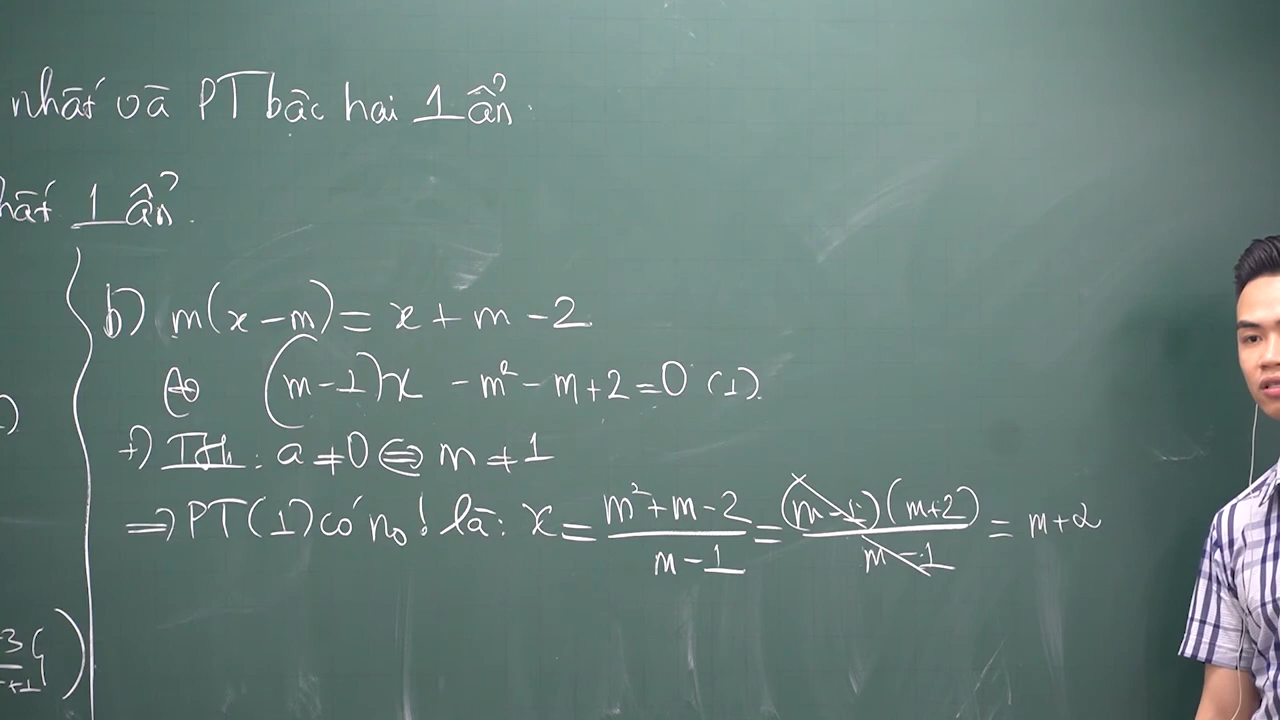 nhất và PT bậc hai 1 ẩn.
hất 1 ẩn.
b) m(x-m) = x + m - 2
⇔ (m-1)x - m² - m + 2 = 0 (1).
+) TH1: a ≠ 0 ⇔ m ≠ 1
⇒ PT(1) có n₀! là: x = (m² + m - 2)/(m - 1) = ((m-1)(m+2))/(m-1) = m+2